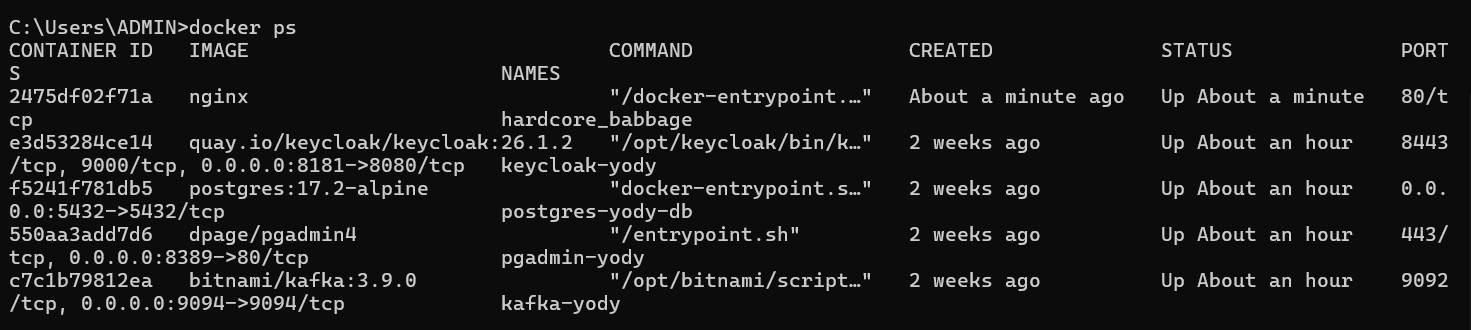 C:\Users\ADMIN>docker ps
CONTAINER ID   IMAGE                              COMMAND                  CREATED              STATUS              PORT
S                                        NAMES
2475df02f71a   nginx                              "/docker-entrypoint.…"   About a minute ago   Up About a minute   80/t
cp                                       hardcore_babbage
e3d53284ce14   quay.io/keycloak/keycloak:26.1.2   "/opt/keycloak/bin/k…"   2 weeks ago          Up About an hour    8443
/tcp, 9000/tcp, 0.0.0.0:8181->8080/tcp   keycloak-yody
f5241f781db5   postgres:17.2-alpine               "docker-entrypoint.s…"   2 weeks ago          Up About an hour    0.0.
0.0:5432->5432/tcp                       postgres-yody-db
550aa3add7d6   dpage/pgadmin4                     "/entrypoint.sh"         2 weeks ago          Up About an hour    443/
tcp, 0.0.0.0:8389->80/tcp                pgadmin-yody
c7c1b79812ea   bitnami/kafka:3.9.0                "/opt/bitnami/script…"   2 weeks ago          Up About an hour    9092
/tcp, 0.0.0.0:9094->9094/tcp             kafka-yody